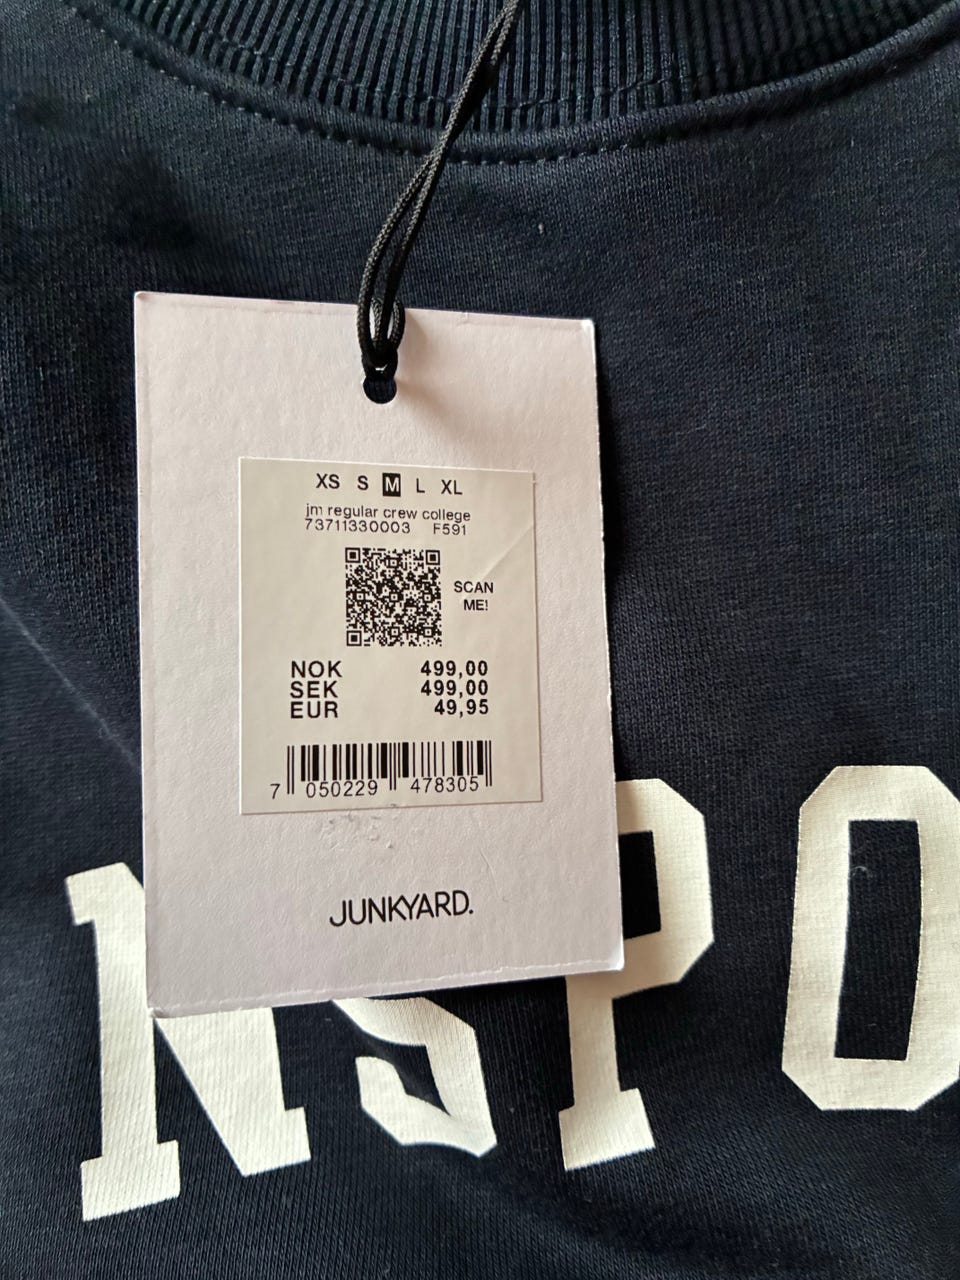 XS S M L XL
jm regular crew college
73711330003 F591
SCAN
ME!
NOK 499,00
SEK 499,00
EUR 49,95
7 050229 478305
JUNKYARD.
NSPO